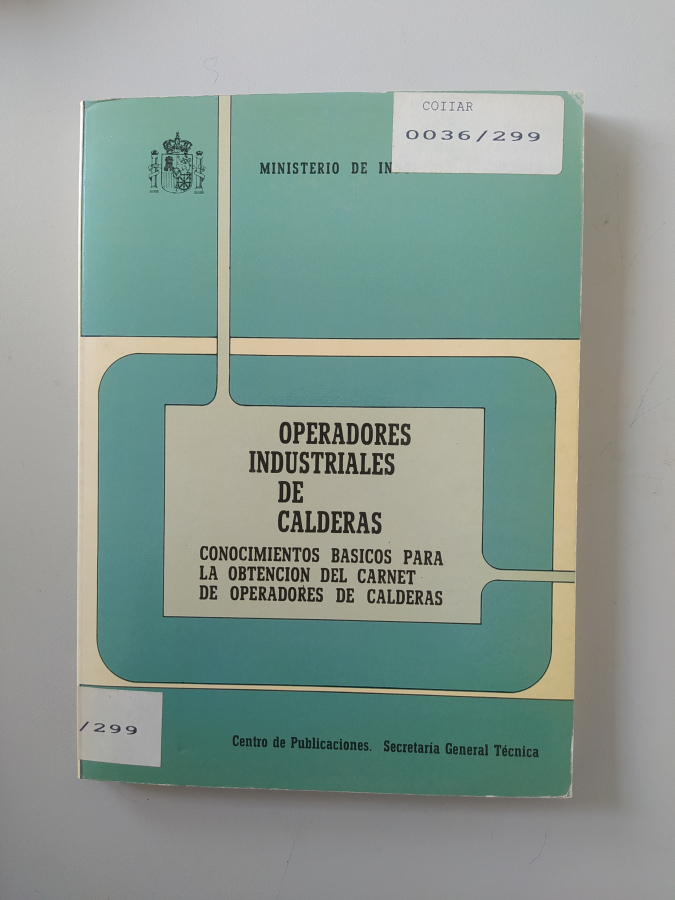 COIIAR
0036/299
MINISTERIO DE
OPERADORES
INDUSTRIALES
DE
CALDERAS
CONOCIMIENTOS BASICOS PARA
LA OBTENCION DEL CARNET
DE OPERADORES DE CALDERAS
/299
Centro de Publicaciones. Secretaría General Técnica